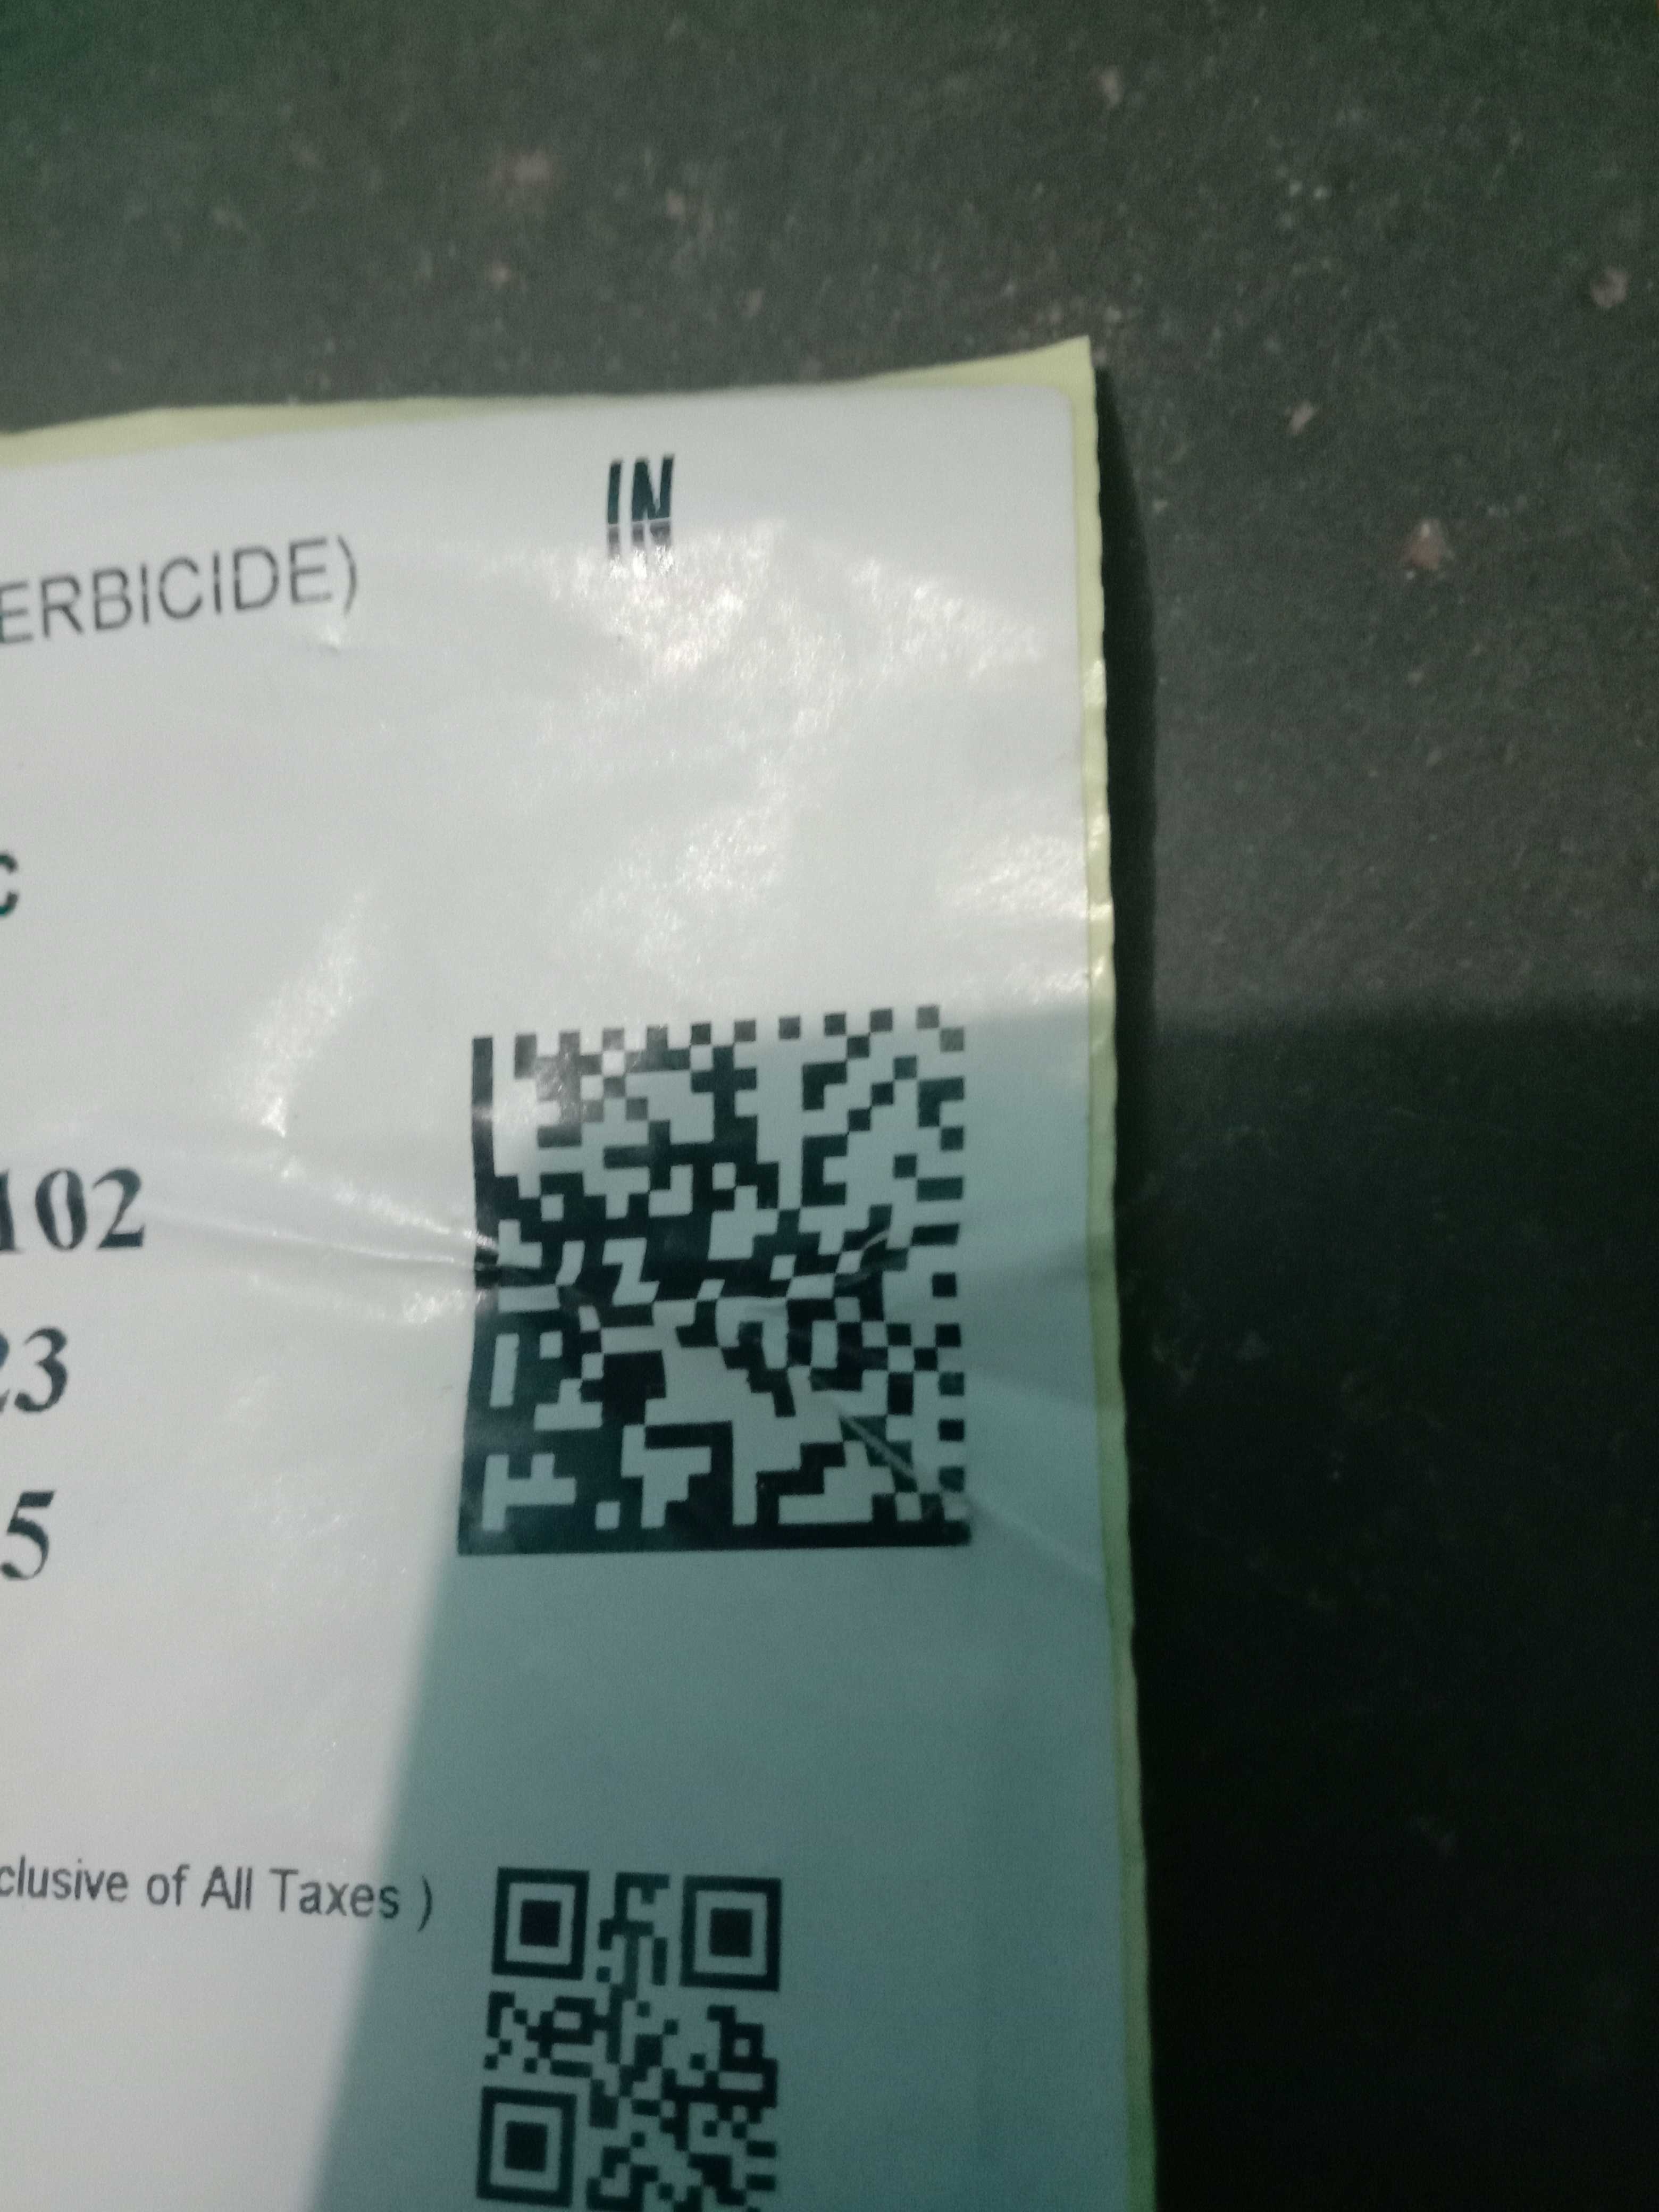 IN
ERBICIDE)
C
102
23
5
clusive of All Taxes )